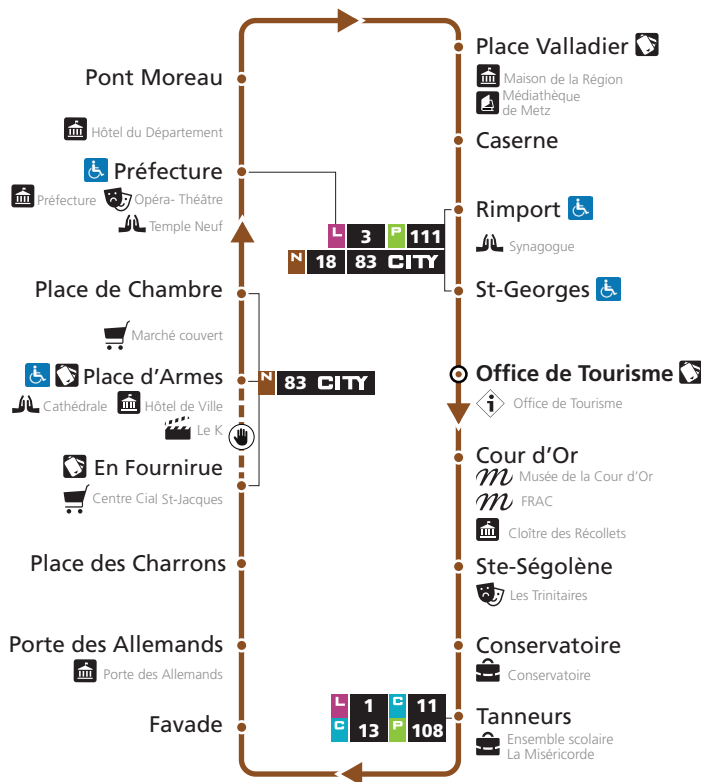 Pont Moreau
Hôtel du Département
Préfecture
Préfecture Opéra- Théâtre
Temple Neuf
Place de Chambre
Marché couvert
Place d’Armes
Cathédrale Hôtel de Ville
Le K
En Fournirue
Centre Cial St-Jacques
Place des Charrons
Porte des Allemands
Porte des Allemands
Favade
L 3 P 111
N 18 83 CITY
N 83 CITY
L 1 C 11
C 13 P 108
Place Valladier
Maison de la Région
Médiathèque
de Metz
Caserne
Rimport
Synagogue
St-Georges
Office de Tourisme
i Office de Tourisme
Cour d’Or
m Musée de la Cour d’Or
m FRAC
Cloître des Récollets
Ste-Ségolène
Les Trinitaires
Conservatoire
Conservatoire
Tanneurs
Ensemble scolaire
La Miséricorde